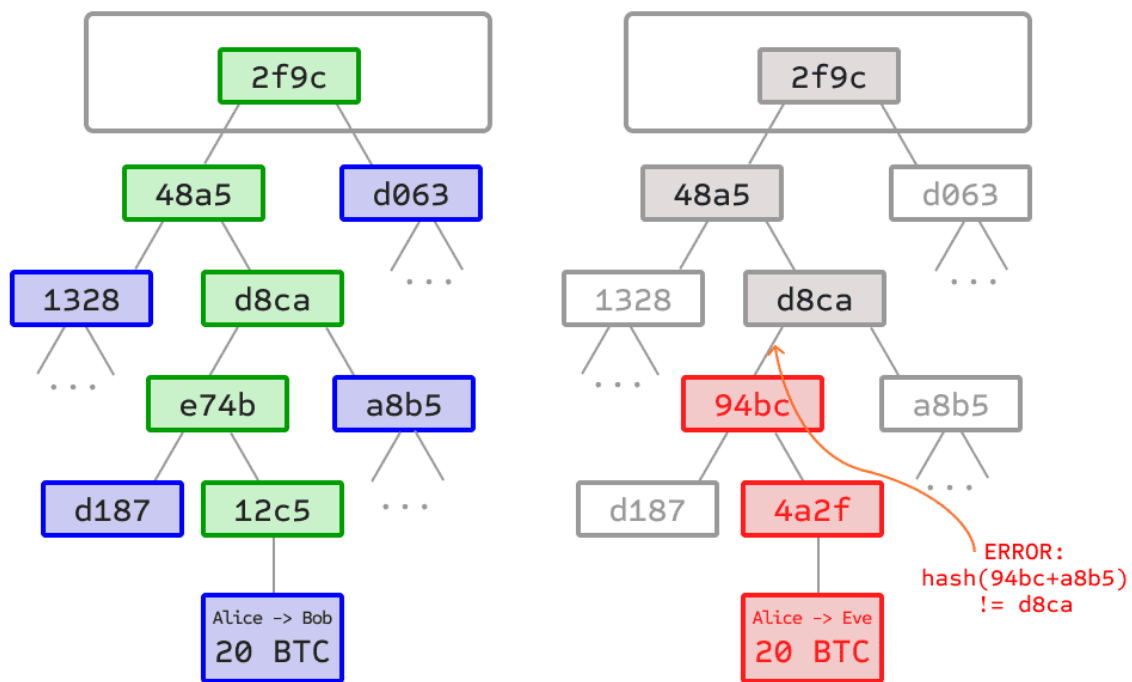 2f9c
48a5
d063
1328
d8ca
...
...
e74b
a8b5
d187
12c5
...
Alice -> Bob
20 BTC
2f9c
48a5
d063
1328
d8ca
...
...
94bc
a8b5
d187
4a2f
...
ERROR:
hash(94bc+a8b5)
!= d8ca
Alice -> Eve
20 BTC